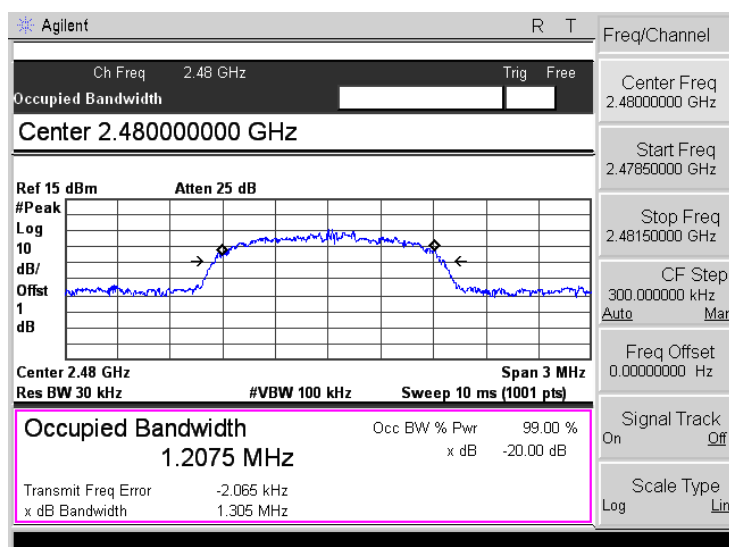 Agilent R T
Ch Freq 2.48 GHz Trig Free
Occupied Bandwidth
Center 2.480000000 GHz
Ref 15 dBm Atten 25 dB
#Peak
Log
10
dB/
Offst
1
dB
Center 2.48 GHz Span 3 MHz
Res BW 30 kHz #VBW 100 kHz Sweep 10 ms (1001 pts)
Occupied Bandwidth
1.2075 MHz
Occ BW % Pwr 99.00 %
x dB -20.00 dB
Transmit Freq Error -2.065 kHz
x dB Bandwidth 1.305 MHz
Freq/Channel
Center Freq
2.48000000 GHz
Start Freq
2.47850000 GHz
Stop Freq
2.48150000 GHz
CF Step
300.000000 kHz
Auto Man
Freq Offset
0.00000000 Hz
Signal Track
On Off
Scale Type
Log Lin